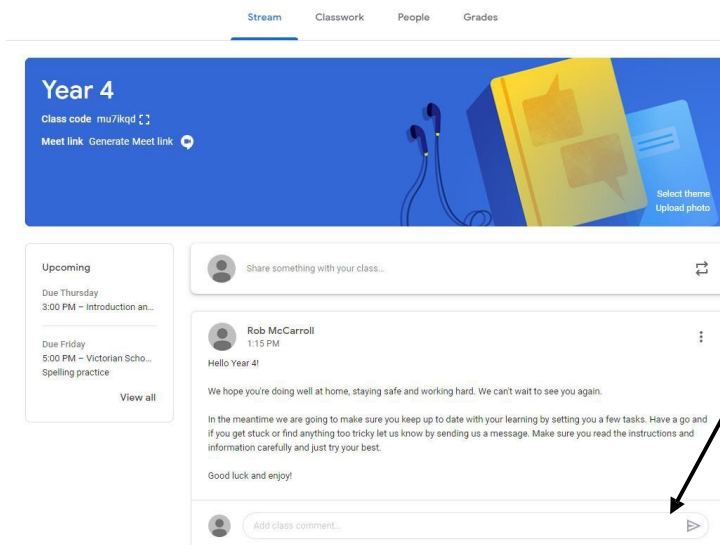 Stream Classwork People Grades
Year 4
Class code mu7ikqd
Meet link Generate Meet link
Select theme
Upload photo
Upcoming
Due Thursday
3:00 PM – Introduction an...
Due Friday
5:00 PM – Victorian Scho...
Spelling practice
View all
Share something with your class...
Rob McCarroll
1:15 PM
Hello Year 4!
We hope you're doing well at home, staying safe and working hard. We can't wait to see you again.
In the meantime we are going to make sure you keep up to date with your learning by setting you a few tasks. Have a go and
if you get stuck or find anything too tricky let us know by sending us a message. Make sure you read the instructions and
information carefully and just try your best.
Good luck and enjoy!
Add class comment...